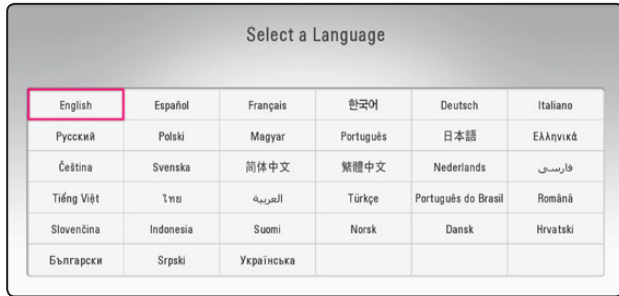 Select a Language
English Español Français 한국어 Deutsch Italiano
Русский Polski Magyar Português 日本語 Ελληνικά
Čeština Svenska 简体中文 繁體中文 Nederlands فارسی
Tiếng Việt ไทย العربية Türkçe Português do Brasil Română
Slovenčina Indonesia Suomi Norsk Dansk Hrvatski
Български Srpski Українська